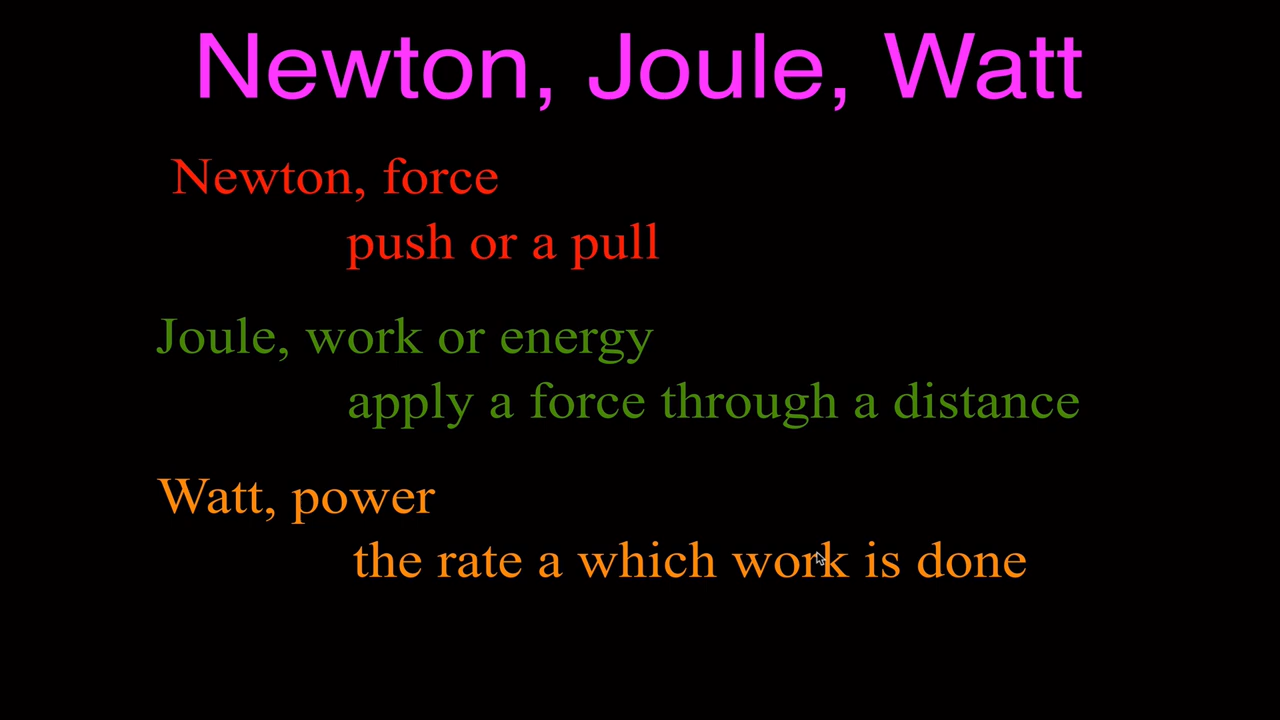 Newton, Joule, Watt
Newton, force
push or a pull
Joule, work or energy
apply a force through a distance
Watt, power
the rate a which work is done